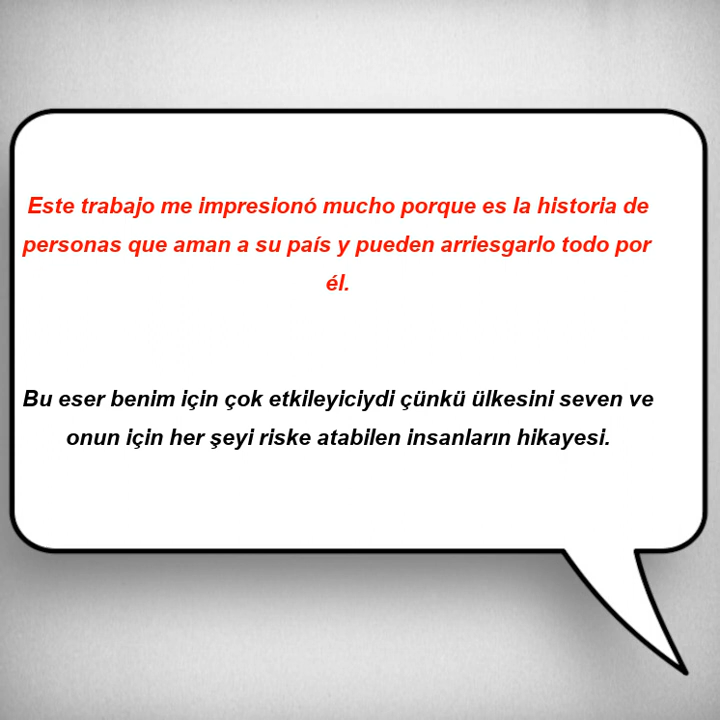 Este trabajo me impresionó mucho porque es la historia de
personas que aman a su país y pueden arriesgarlo todo por
él.
Bu eser benim için çok etkileyiciydi çünkü ülkesini seven ve
onun için her şeyi riske atabilen insanların hikayesi.